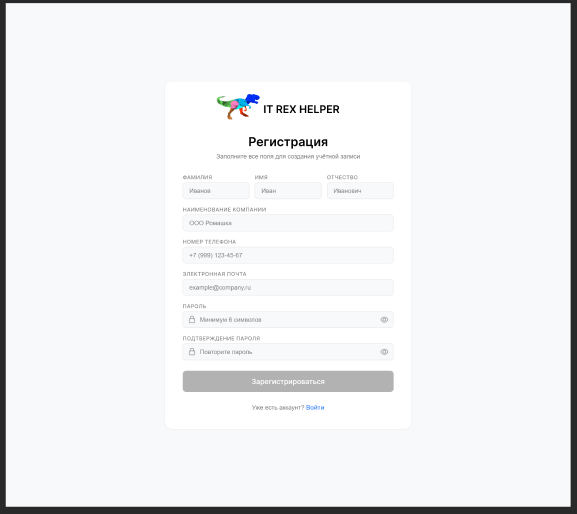 IT REX HELPER
Регистрация
Заполните все поля для создания учётной записи
ФАМИЛИЯ ИМЯ ОТЧЕСТВО
Иванов Иван Иванович
НАИМЕНОВАНИЕ КОМПАНИИ
ООО Ромашка
НОМЕР ТЕЛЕФОНА
+7 (999) 123-45-67
ЭЛЕКТРОННАЯ ПОЧТА
example@company.ru
ПАРОЛЬ
Минимум 6 символов
ПОДТВЕРЖДЕНИЕ ПАРОЛЯ
Повторите пароль
Зарегистрироваться
Уже есть аккаунт? Войти